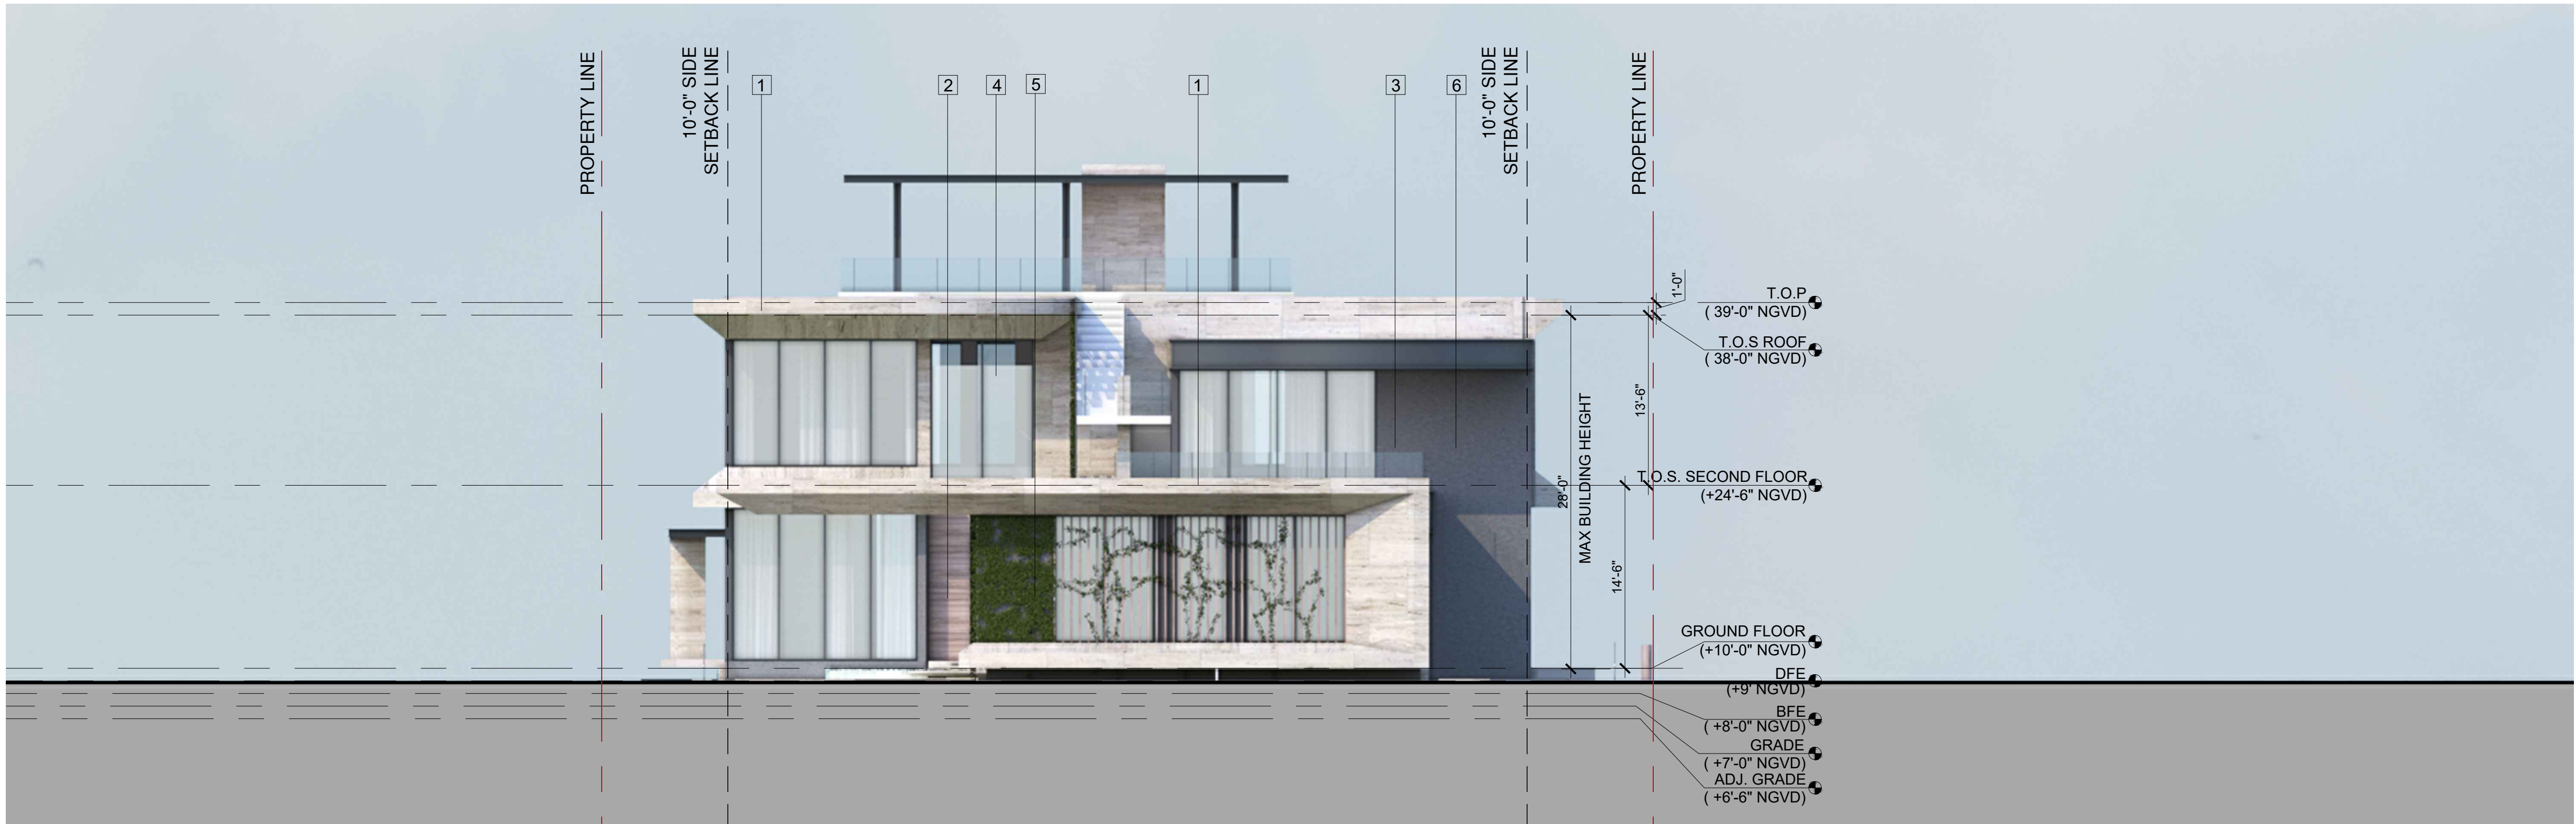 PROPERTY LINE
10'-0" SIDE
SETBACK LINE
1
2
4
5
1
3
6
10'-0" SIDE
SETBACK LINE
PROPERTY LINE
1'-0"
T.O.P
( 39'-0" NGVD)
T.O.S ROOF
( 38'-0" NGVD)
13'-6"
28'-0"
MAX BUILDING HEIGHT
T.O.S. SECOND FLOOR
(+24'-6" NGVD)
14'-6"
GROUND FLOOR
(+10'-0" NGVD)
DFE
(+9' NGVD)
BFE
( +8'-0" NGVD)
GRADE
( +7'-0" NGVD)
ADJ. GRADE
( +6'-6" NGVD)